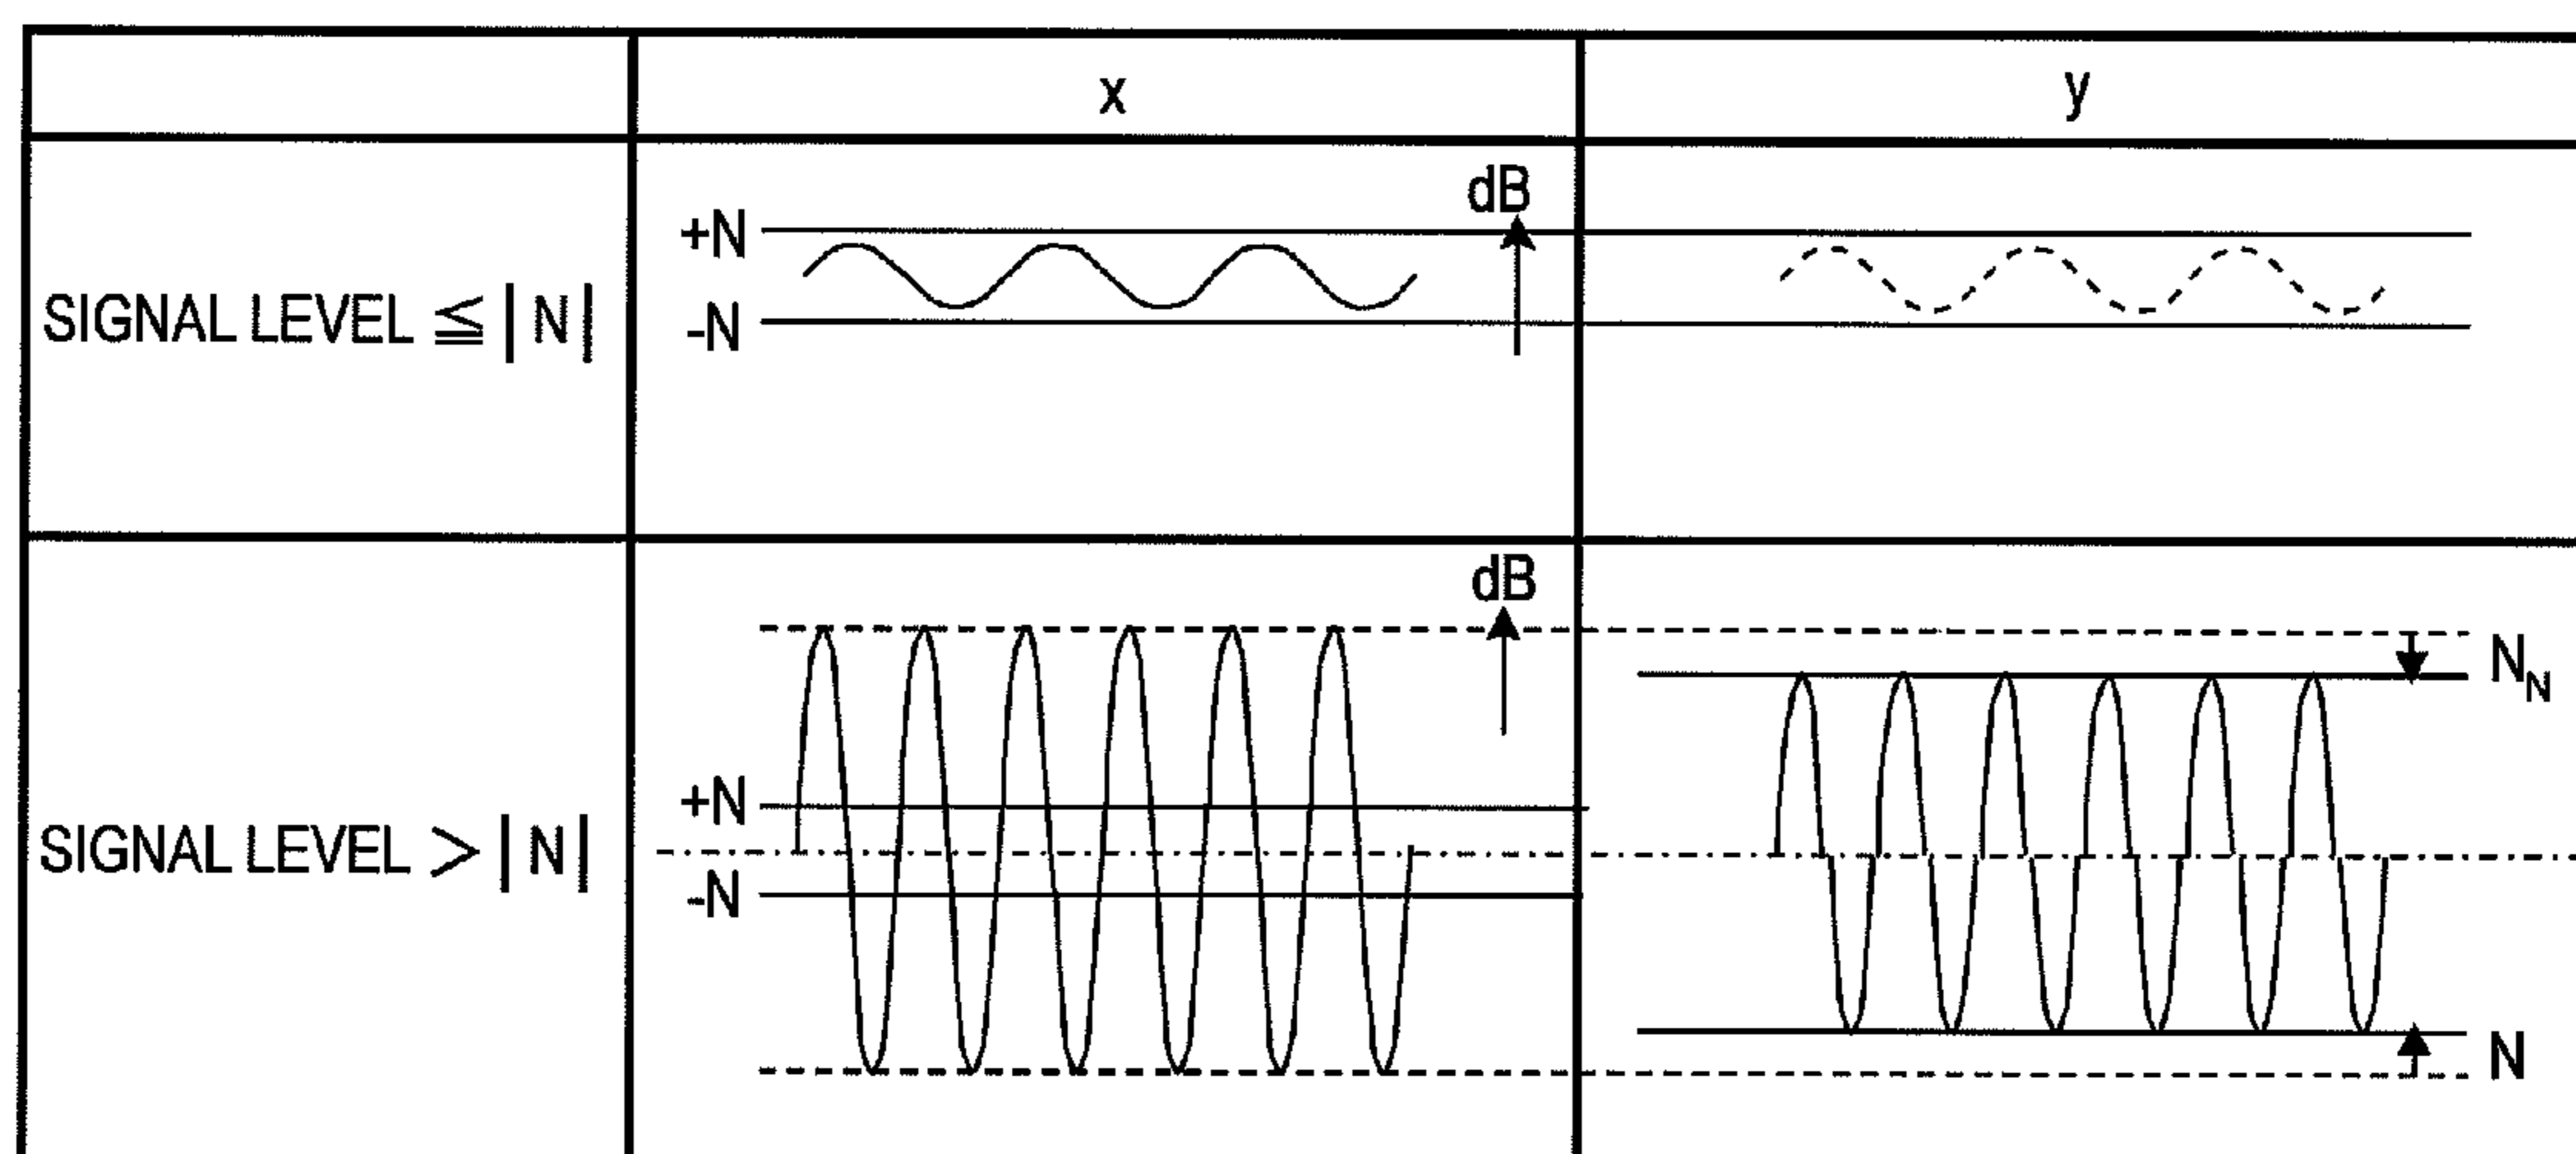 x
y
dB
+N
-N
SIGNAL LEVEL ≦ | N |
dB
+N
-N
SIGNAL LEVEL > | N |
N_N
N